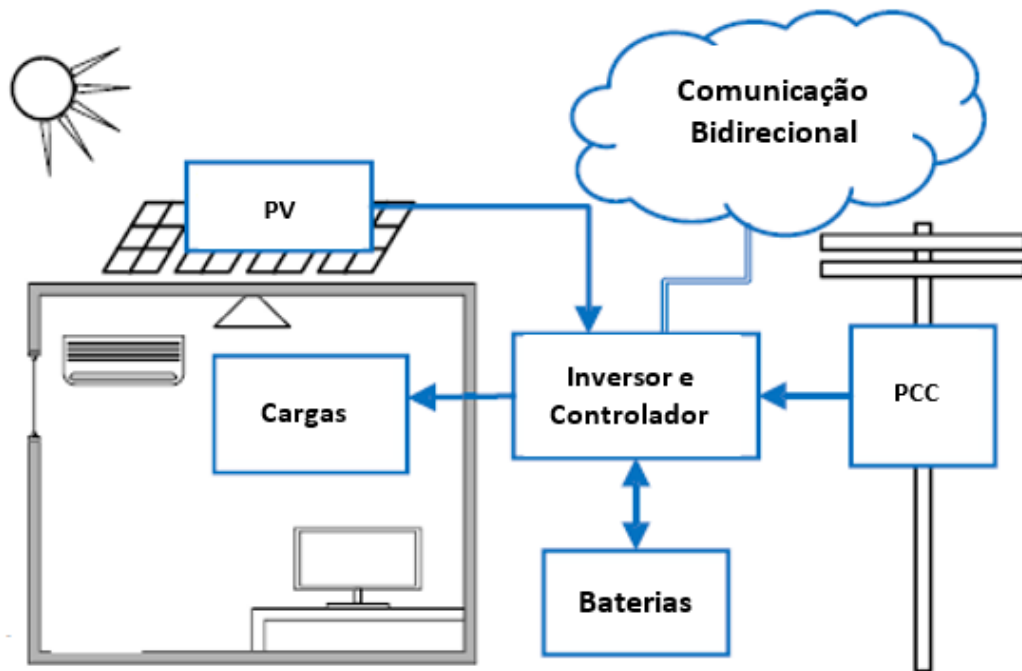 Comunicação
Bidirecional
PV
Inversor e
Controlador
PCC
Cargas
Baterias